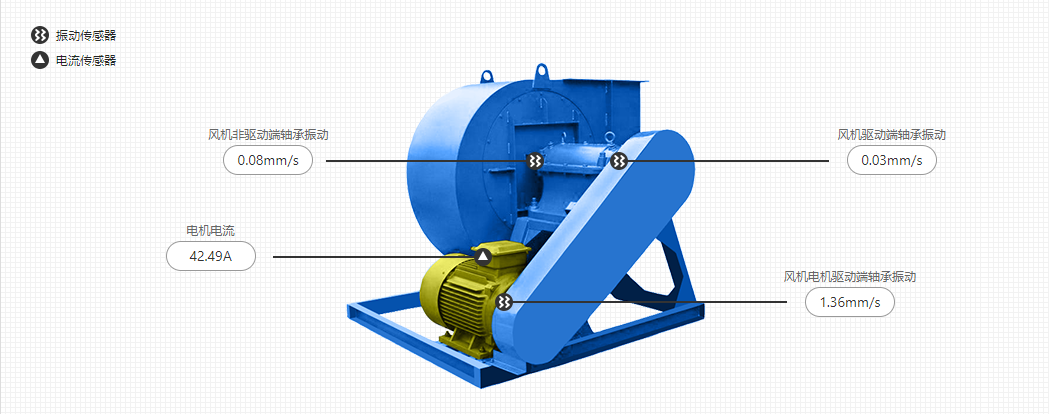 振动传感器
电流传感器
风机非驱动端轴承振动
0.08mm/s
风机驱动端轴承振动
0.03mm/s
电机电流
42.49A
风机电机驱动端轴承振动
1.36mm/s